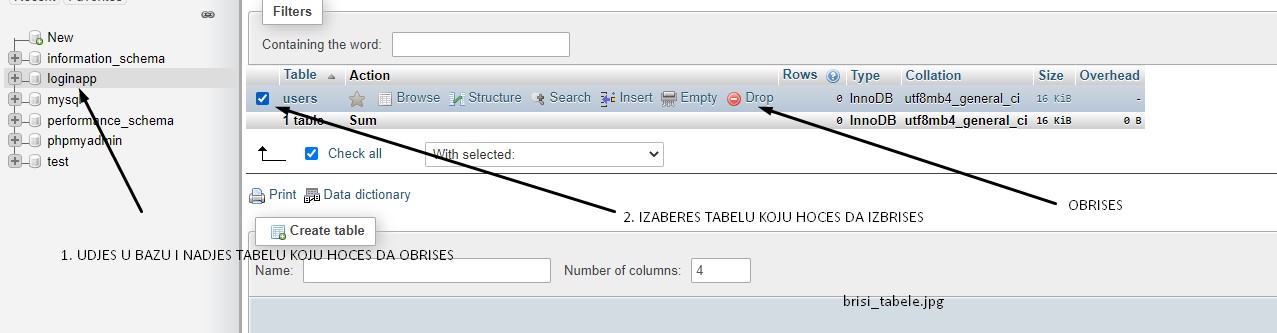 Recent Favorites
Filters
New
Containing the word:
information_schema
loginapp
Table Action Rows Type Collation Size Overhead
mysql
users Browse Structure Search Insert Empty Drop 0 InnoDB utf8mb4_general_ci 16 KiB -
performance_schema
1 table Sum 0 InnoDB utf8mb4_general_ci 16 KiB 0 B
phpmyadmin
test
Check all With selected:
Print Data dictionary
OBRISES
2. IZABERES TABELU KOJU HOCES DA IZBRISES
Create table
1. UDJES U BAZU I NADJES TABELU KOJU HOCES DA OBRISES
Name: Number of columns: 4
brisi_tabele.jpg